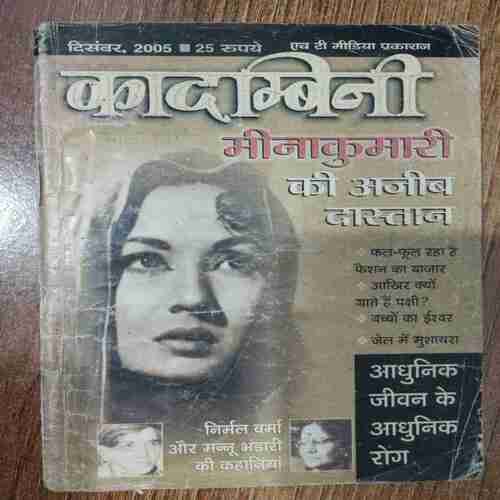 दिसंबर, 2005 ■ 25 रुपये एच टी मीडिया प्रकाशन
कादम्बिनी
मीनाकुमारी
की अजीब
दास्तान
फल-फूल रहा है
फैशन का बाजार
आखिर क्यों
गाते हैं पक्षी?
बच्चों का ईश्वर
जेल में मुशायरा
आधुनिक
जीवन के
आधुनिक
रोग
निर्मल वर्मा
और मन्नू भंडारी
की कहानियां